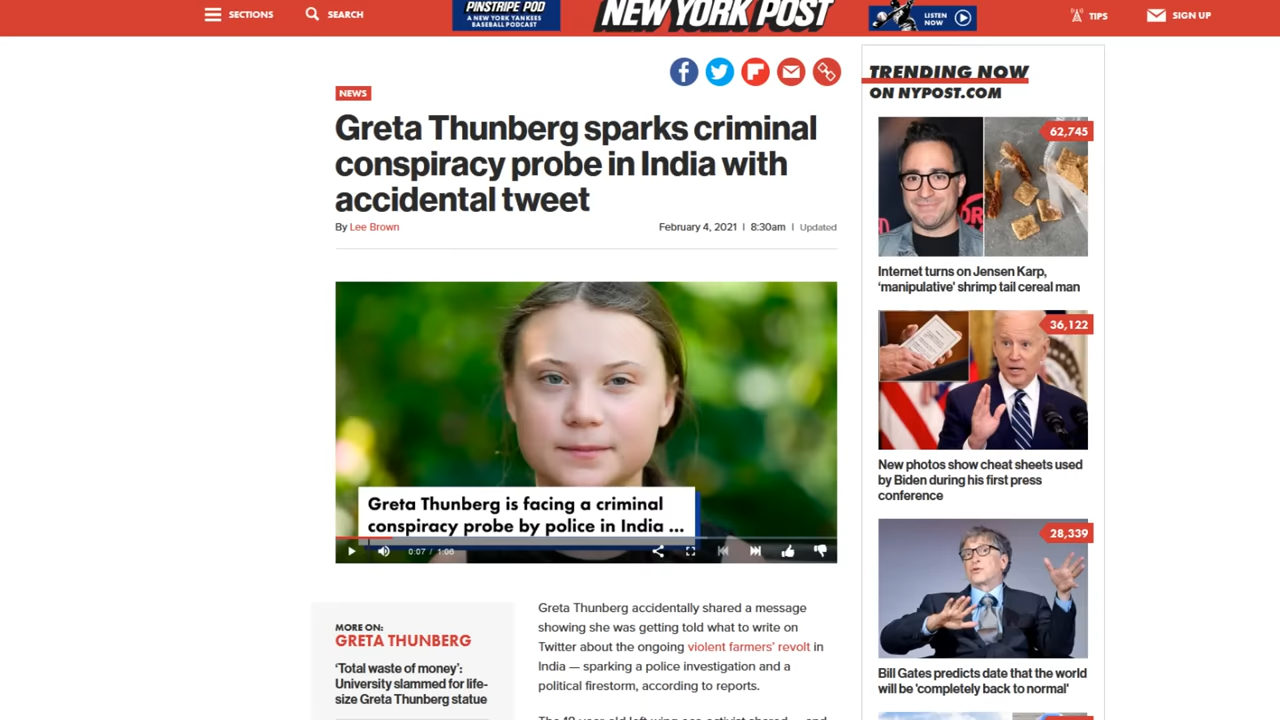 SECTIONS
SEARCH
PINSTRIPE POD
A NEW YORK YANKEES
BASEBALL PODCAST
NEW YORK POST
LISTEN
NOW
TIPS
SIGN UP
NEWS
Greta Thunberg sparks criminal
conspiracy probe in India with
accidental tweet
By Lee Brown
February 4, 2021 | 8:30am | Updated
Greta Thunberg is facing a criminal
conspiracy probe by police in India ...
0:07 / 1:06
MORE ON:
GRETA THUNBERG
'Total waste of money':
University slammed for life-
size Greta Thunberg statue
Greta Thunberg accidentally shared a message
showing she was getting told what to write on
Twitter about the ongoing violent farmers' revolt in
India — sparking a police investigation and a
political firestorm, according to reports.
TRENDING NOW
ON NYPOST.COM
62,745
Internet turns on Jensen Karp,
'manipulative' shrimp tail cereal man
36,122
New photos show cheat sheets used
by Biden during his first press
conference
28,339
Bill Gates predicts date that the world
will be 'completely back to normal'